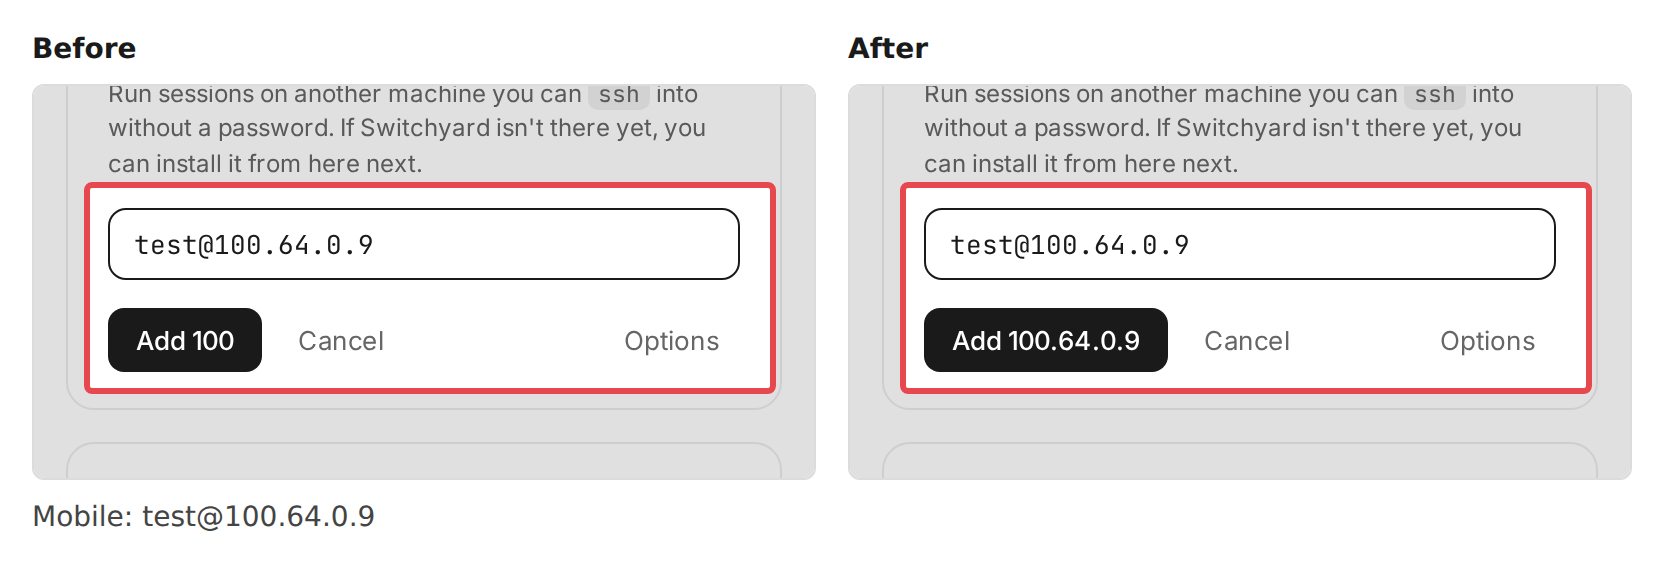 Before
Run sessions on another machine you can ssh into
without a password. If Switchyard isn't there yet, you
can install it from here next.
test@100.64.0.9
Add 100
Cancel
Options
After
Run sessions on another machine you can ssh into
without a password. If Switchyard isn't there yet, you
can install it from here next.
test@100.64.0.9
Add 100.64.0.9
Cancel
Options
Mobile: test@100.64.0.9